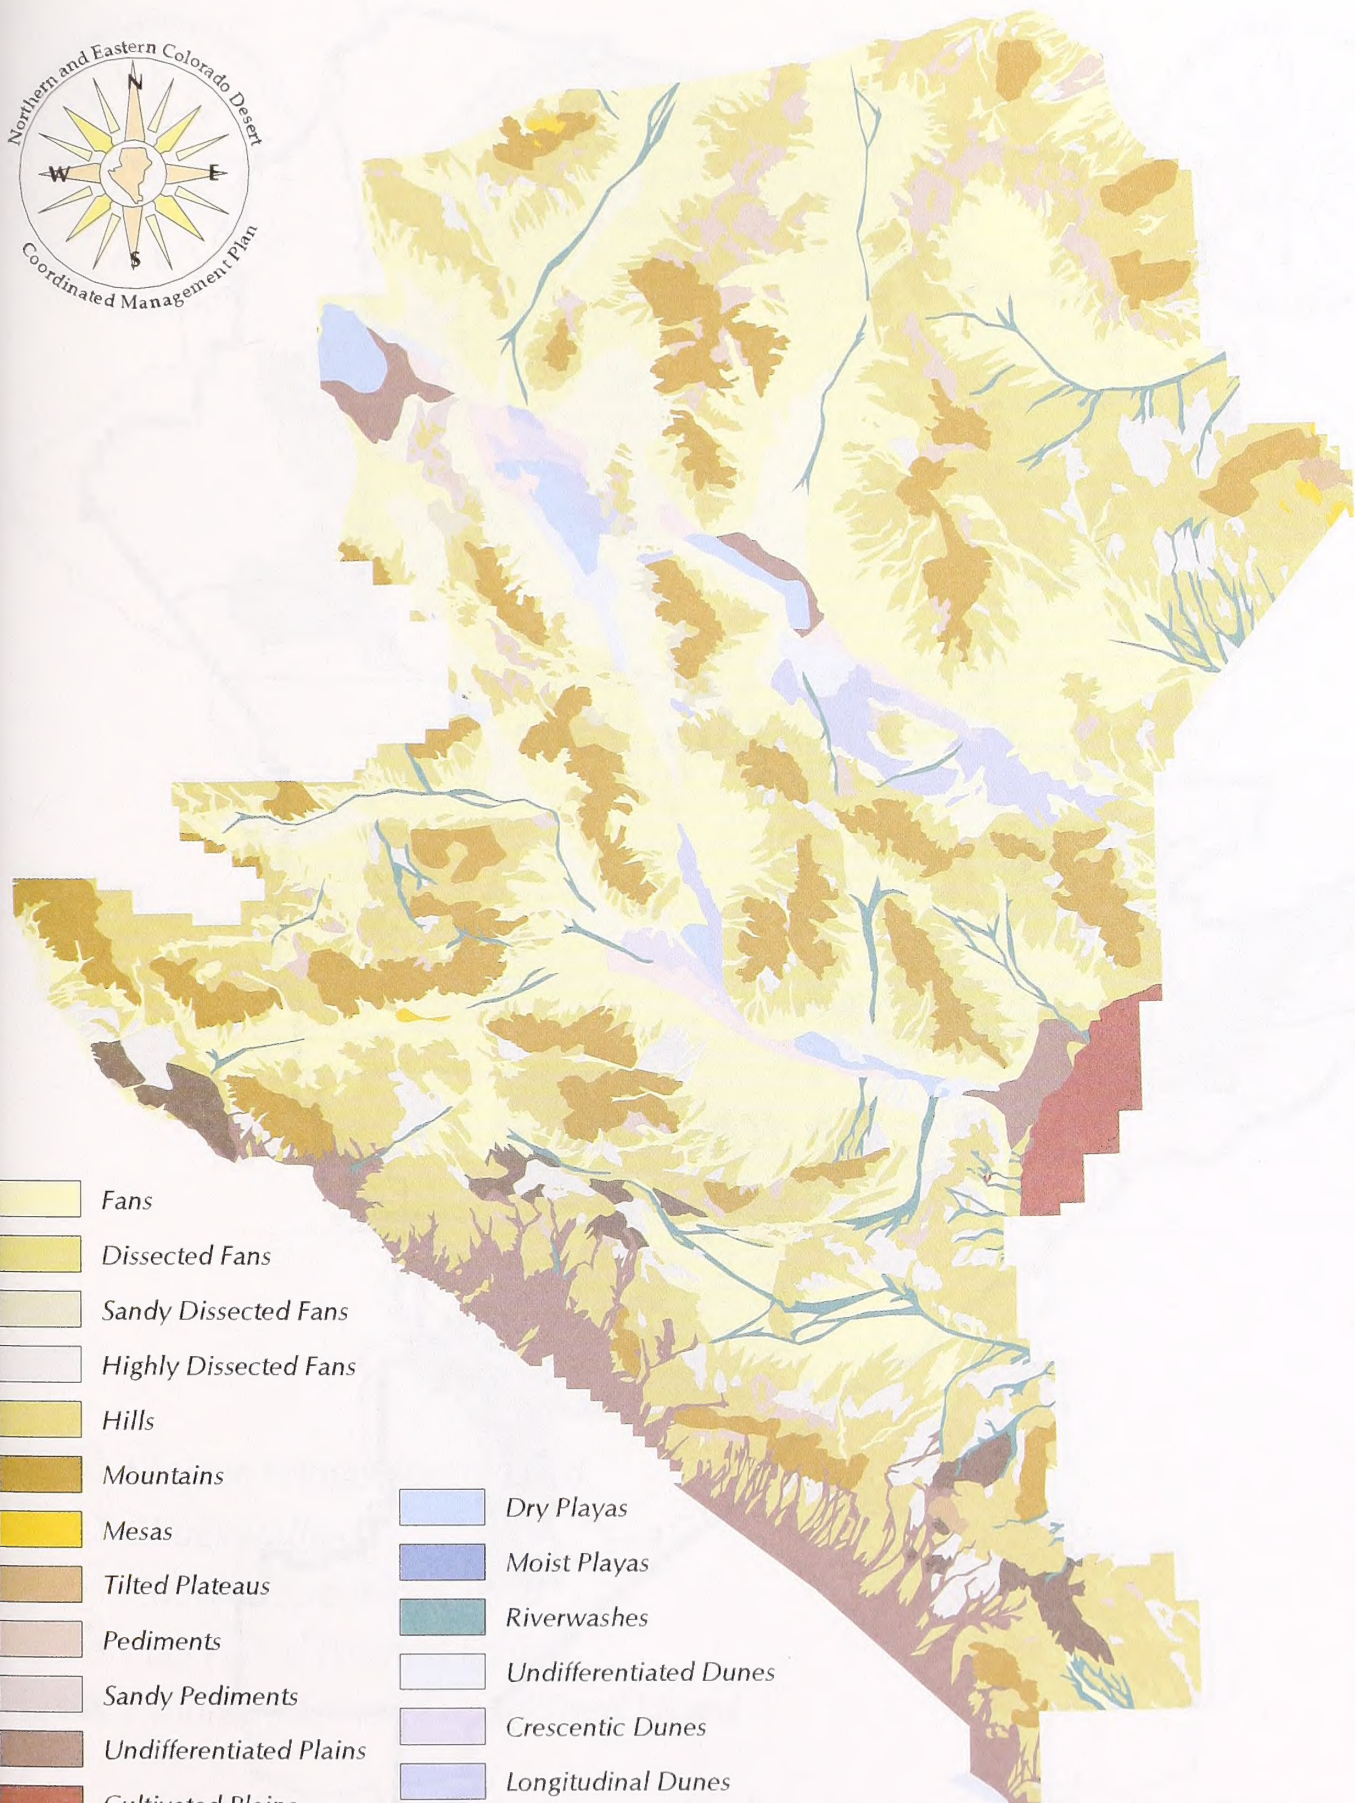 Northern and Eastern Colorado Desert
N
W
E
S
Coordinated Management Plan
Fans
Dissected Fans
Sandy Dissected Fans
Highly Dissected Fans
Hills
Mountains
Mesas
Tilted Plateaus
Pediments
Sandy Pediments
Undifferentiated Plains
Cultivated Plains
Dry Playas
Moist Playas
Riverwashes
Undifferentiated Dunes
Crescentic Dunes
Longitudinal Dunes